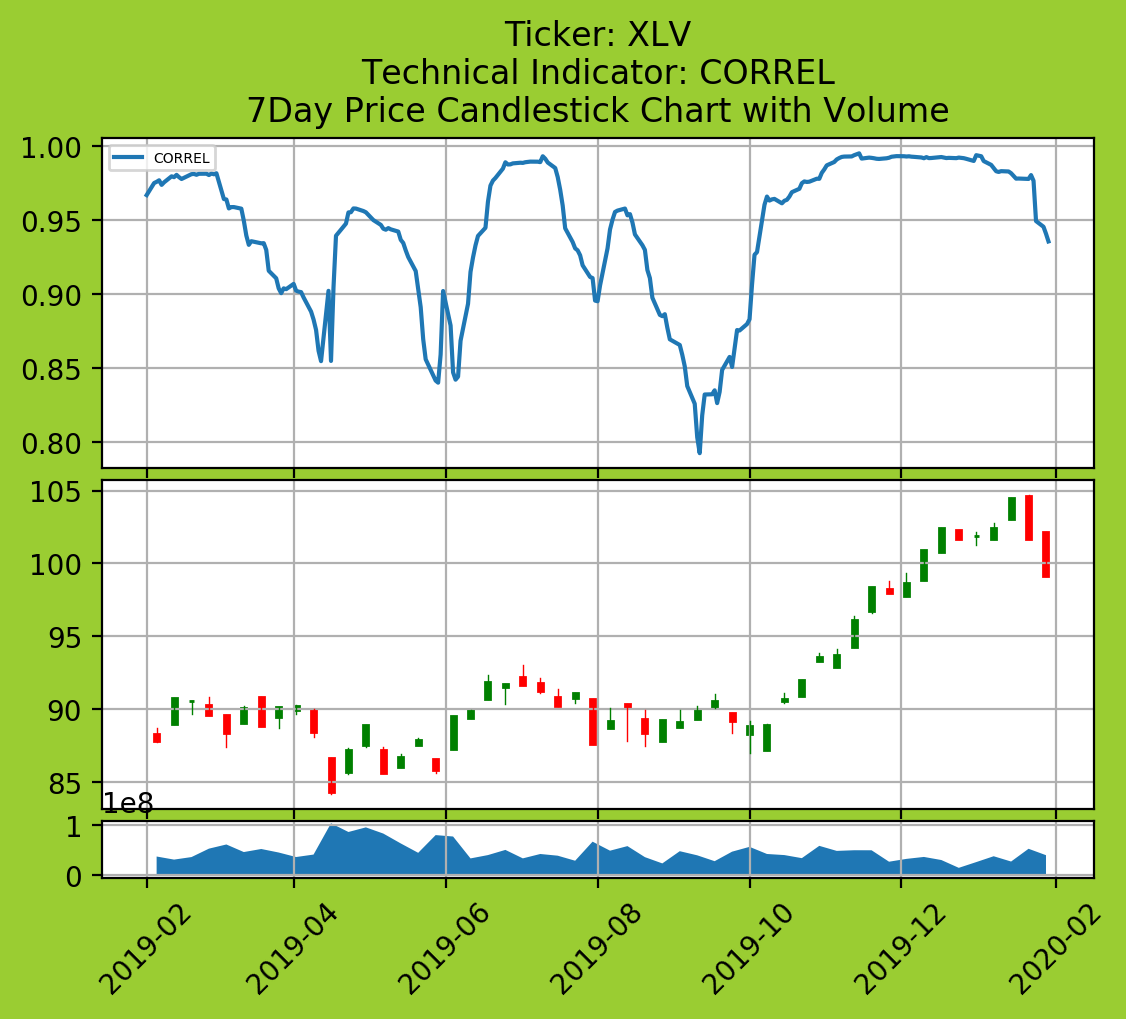 Ticker: XLV
Technical Indicator: CORREL
7Day Price Candlestick Chart with Volume
CORREL
1.00
0.95
0.90
0.85
0.80
105
100
95
90
85
1e8
1
0
2019-02 2019-04 2019-06 2019-08 2019-10 2019-12 2020-02